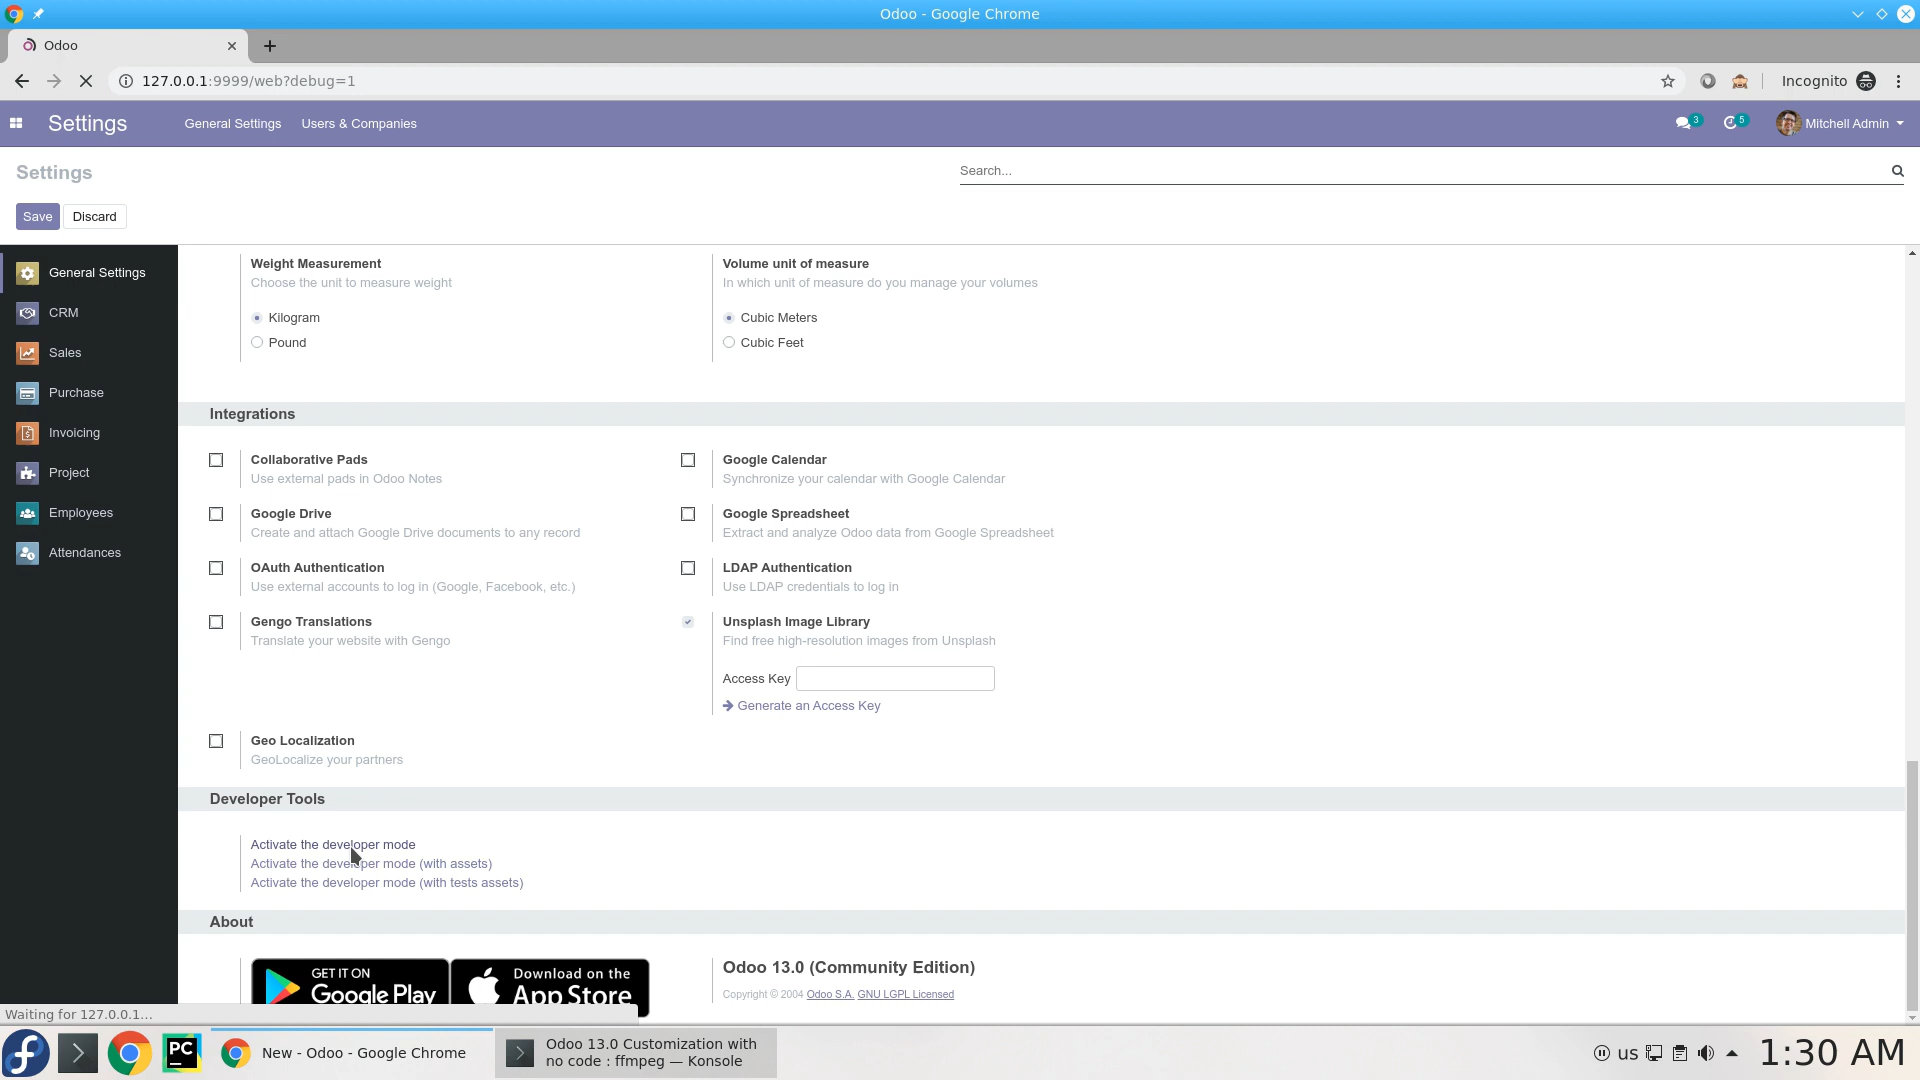 Odoo - Google Chrome
Odoo
127.0.0.1:9999/web?debug=1
Incognito
Settings
General Settings
Users & Companies
3
5
Mitchell Admin
Settings
Search...
Save
Discard
General Settings
CRM
Sales
Purchase
Invoicing
Project
Employees
Attendances
Weight Measurement
Choose the unit to measure weight
Kilogram
Pound
Volume unit of measure
In which unit of measure do you manage your volumes
Cubic Meters
Cubic Feet
Integrations
Collaborative Pads
Use external pads in Odoo Notes
Google Calendar
Synchronize your calendar with Google Calendar
Google Drive
Create and attach Google Drive documents to any record
Google Spreadsheet
Extract and analyze Odoo data from Google Spreadsheet
OAuth Authentication
Use external accounts to log in (Google, Facebook, etc.)
LDAP Authentication
Use LDAP credentials to log in
Gengo Translations
Translate your website with Gengo
Unsplash Image Library
Find free high-resolution images from Unsplash
Access Key
Generate an Access Key
Geo Localization
GeoLocalize your partners
Developer Tools
Activate the developer mode
Activate the developer mode (with assets)
Activate the developer mode (with tests assets)
About
GET IT ON
Google Play
Download on the
App Store
Odoo 13.0 (Community Edition)
Copyright © 2004 Odoo S.A. GNU LGPL Licensed
Waiting for 127.0.0.1...
PC
New - Odoo - Google Chrome
Odoo 13.0 Customization with
no code : ffmpeg — Konsole
us
1:30 AM